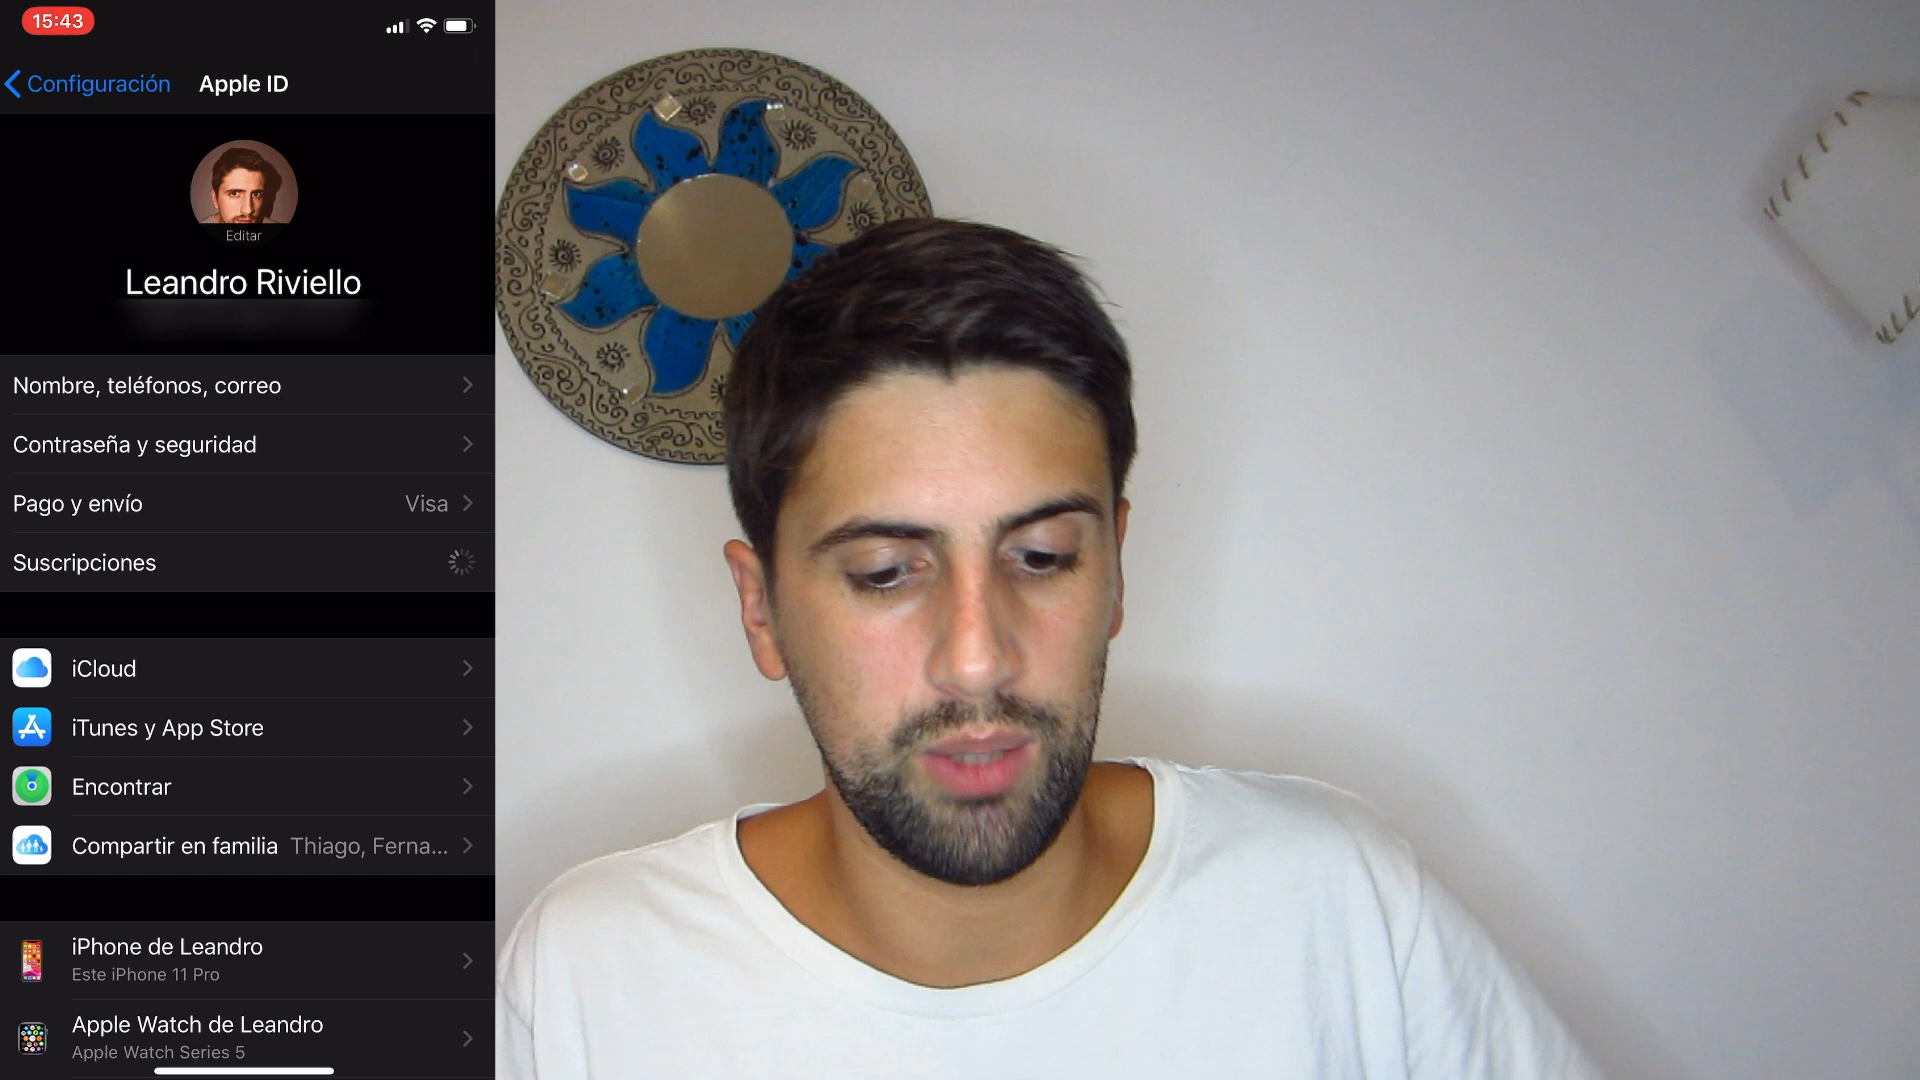 15:43
Configuración
Apple ID
Editar
Leandro Riviello
Nombre, teléfonos, correo
Contraseña y seguridad
Pago y envío Visa
Suscripciones
iCloud
iTunes y App Store
Encontrar
Compartir en familia Thiago, Ferna...
iPhone de Leandro
Este iPhone 11 Pro
Apple Watch de Leandro
Apple Watch Series 5